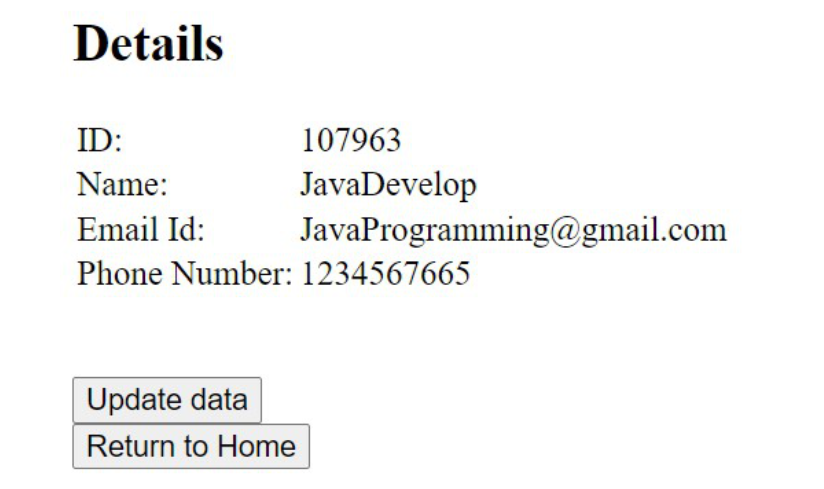 Details
ID: 107963
Name: JavaDevelop
Email Id: JavaProgramming@gmail.com
Phone Number: 1234567665
Update data
Return to Home